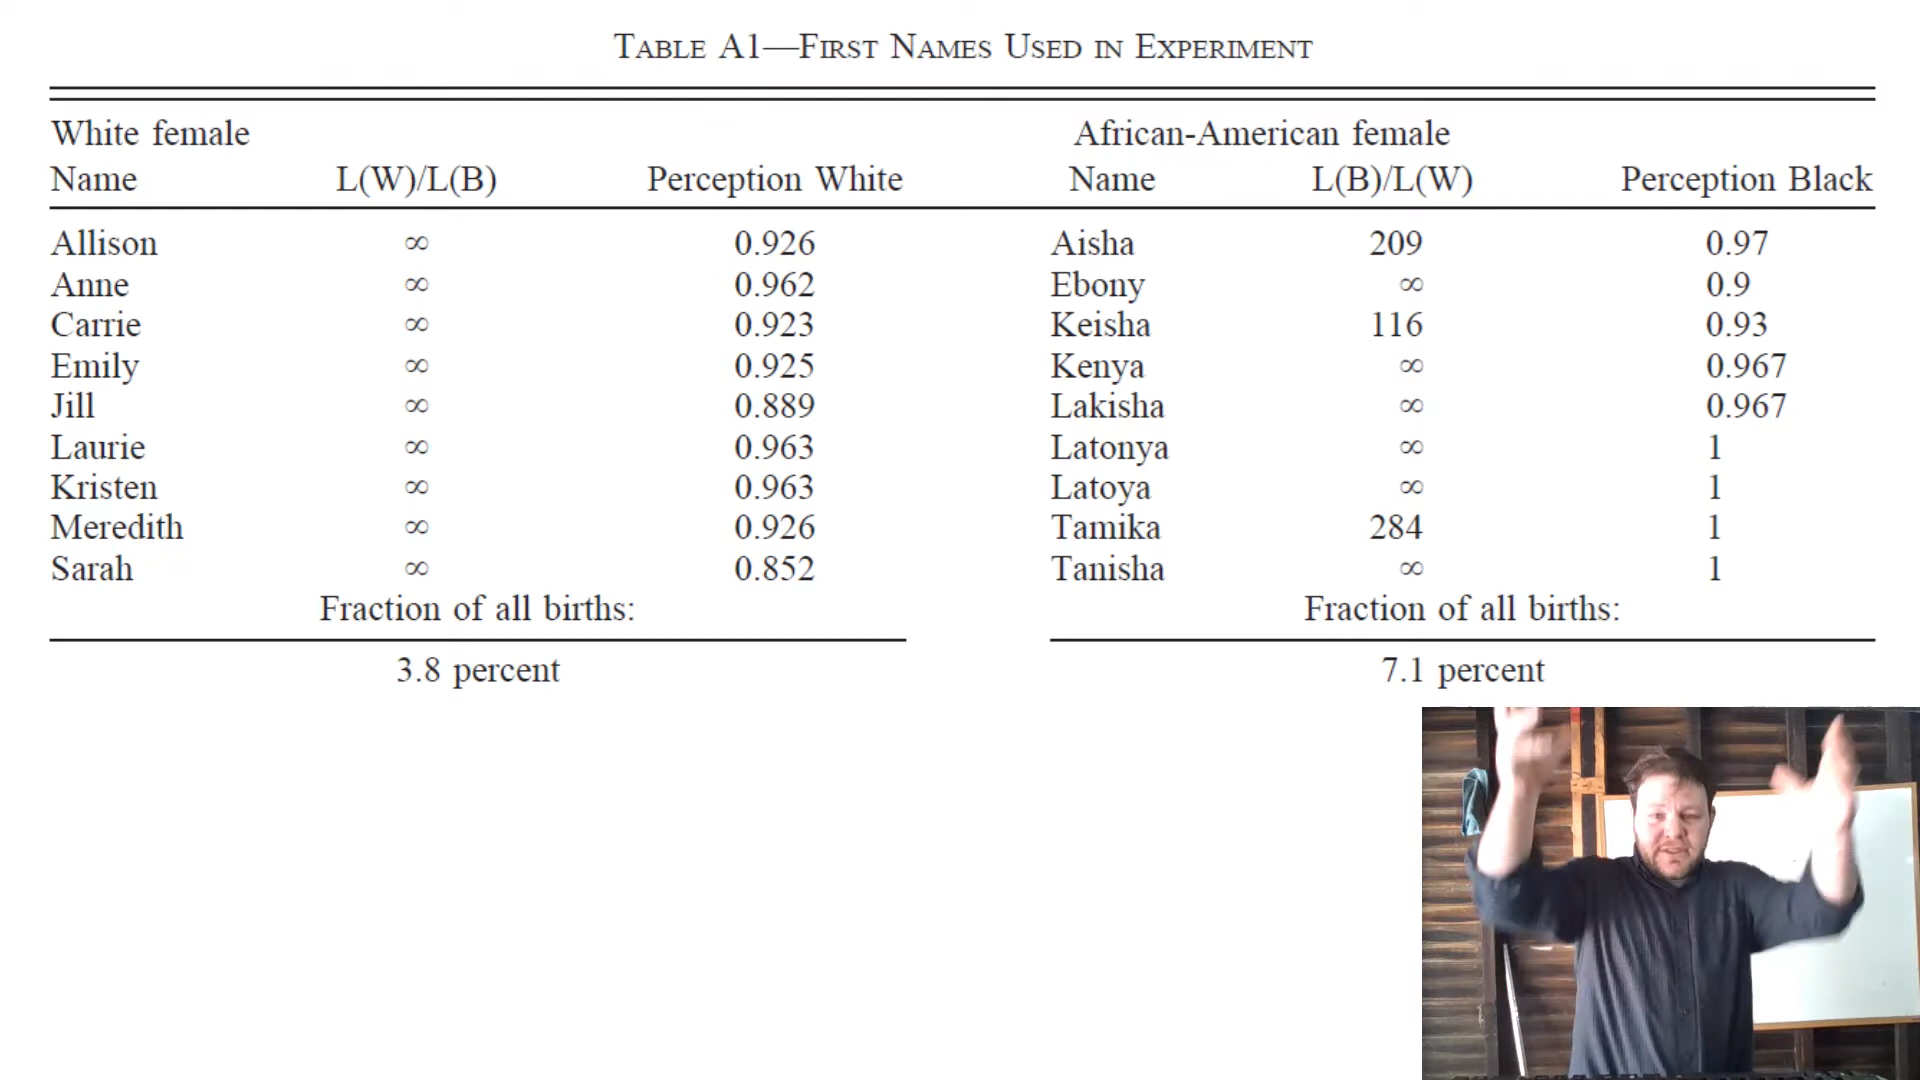 TABLE A1—FIRST NAMES USED IN EXPERIMENT
White female African-American female
Name L(W)/L(B) Perception White Name L(B)/L(W) Perception Black
Allison ∞ 0.926 Aisha 209 0.97
Anne ∞ 0.962 Ebony ∞ 0.9
Carrie ∞ 0.923 Keisha 116 0.93
Emily ∞ 0.925 Kenya ∞ 0.967
Jill ∞ 0.889 Lakisha ∞ 0.967
Laurie ∞ 0.963 Latonya ∞ 1
Kristen ∞ 0.963 Latoya ∞ 1
Meredith ∞ 0.926 Tamika 284 1
Sarah ∞ 0.852 Tanisha ∞ 1
Fraction of all births: Fraction of all births:
3.8 percent 7.1 percent